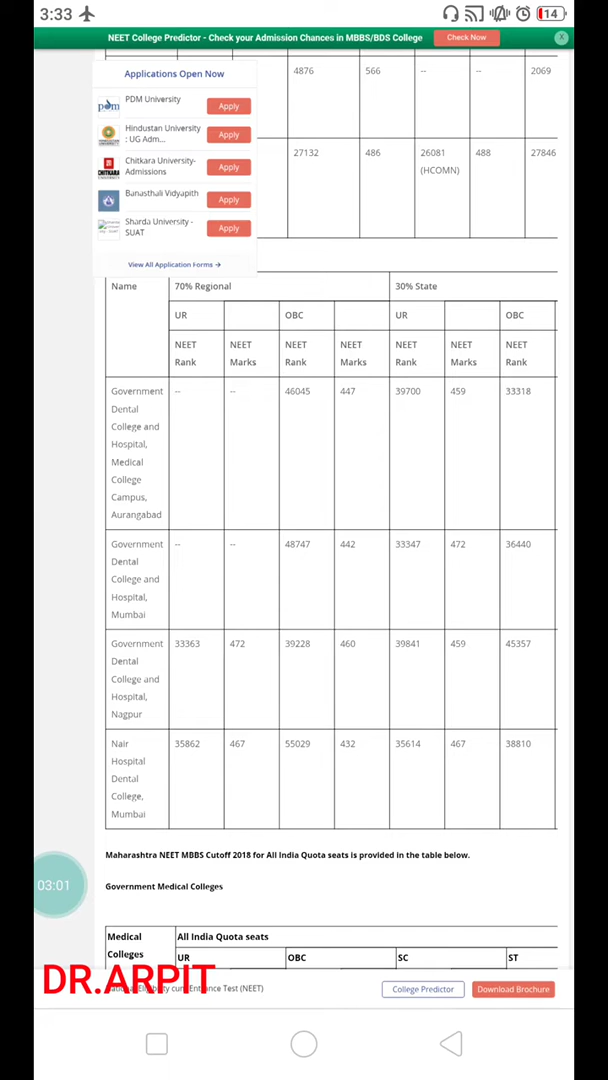 3:33
14
NEET College Predictor - Check your Admission Chances in MBBS/BDS College
Check Now
X
Applications Open Now
PDM University
Apply
Hindustan University
: UG Adm...
Apply
Chitkara University-
Admissions
Apply
Banasthali Vidyapith
Apply
Sharda University -
SUAT
Apply
View All Application Forms →
4876 566 -- -- 2069
27132 486 26081 488 27846
(HCOMN)
Name 70% Regional 30% State
UR OBC UR OBC
NEET NEET NEET NEET NEET NEET NEET
Rank Marks Rank Marks Rank Marks Rank
Government -- -- 46045 447 39700 459 33318
Dental
College and
Hospital,
Medical
College
Campus,
Aurangabad
Government -- -- 48747 442 33347 472 36440
Dental
College and
Hospital,
Mumbai
Government 33363 472 39228 460 39841 459 45357
Dental
College and
Hospital,
Nagpur
Nair 35862 467 55029 432 35614 467 38810
Hospital
Dental
College,
Mumbai
03:01
Maharashtra NEET MBBS Cutoff 2018 for All India Quota seats is provided in the table below.
Government Medical Colleges
Medical All India Quota seats
Colleges
UR OBC SC ST
DR.ARPIT
Entrance Test (NEET)
College Predictor
Download Brochure